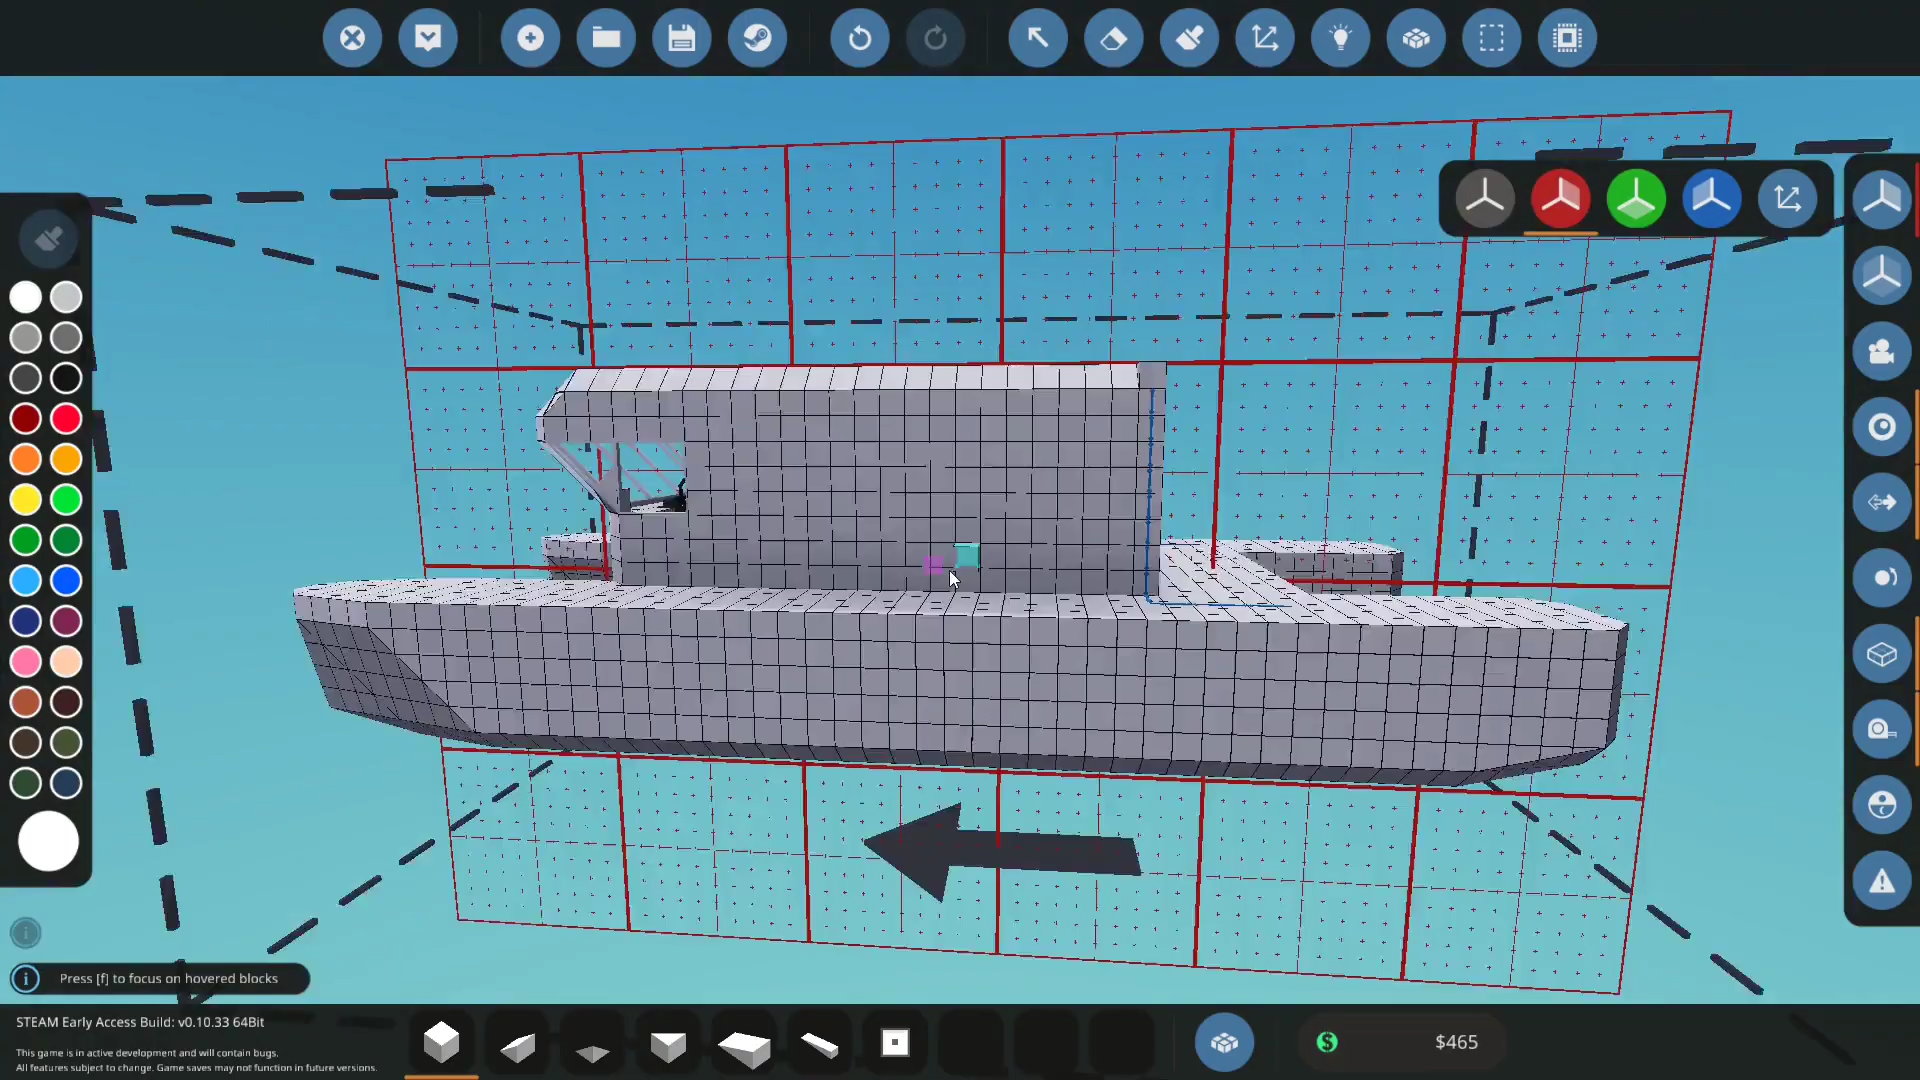 Press [f] to focus on hovered blocks
STEAM Early Access Build: v0.10.33 64Bit
This game is in active development and will contain bugs.
All features subject to change. Game saves may not function in future versions.
$465